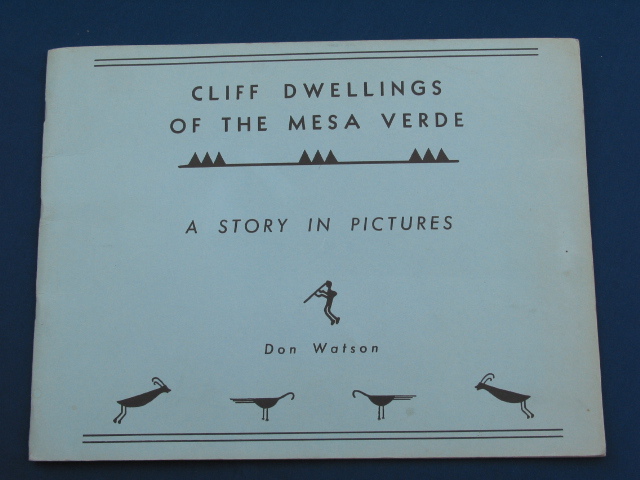 CLIFF DWELLINGS
OF THE MESA VERDE
A STORY IN PICTURES
Don Watson